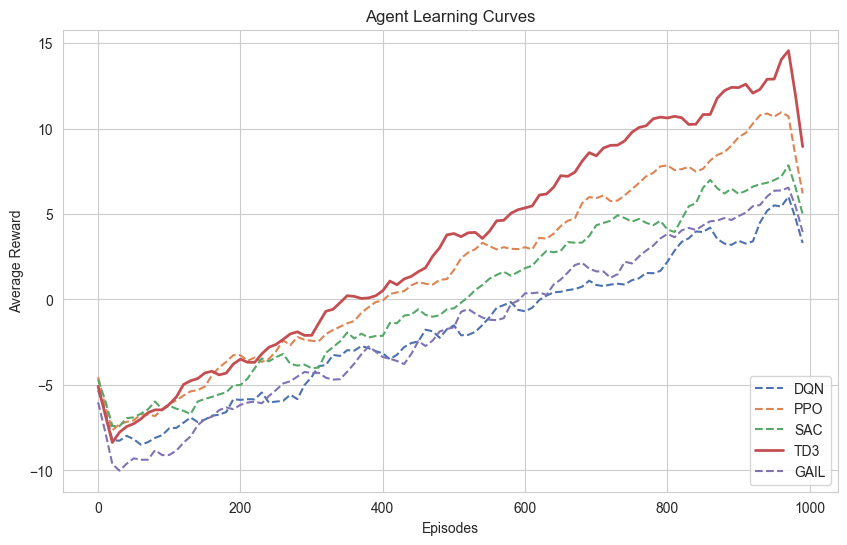 Agent Learning Curves
Average Reward
15
10
5
0
−5
−10
0
200
400
600
800
1000
Episodes
DQN
PPO
SAC
TD3
GAIL